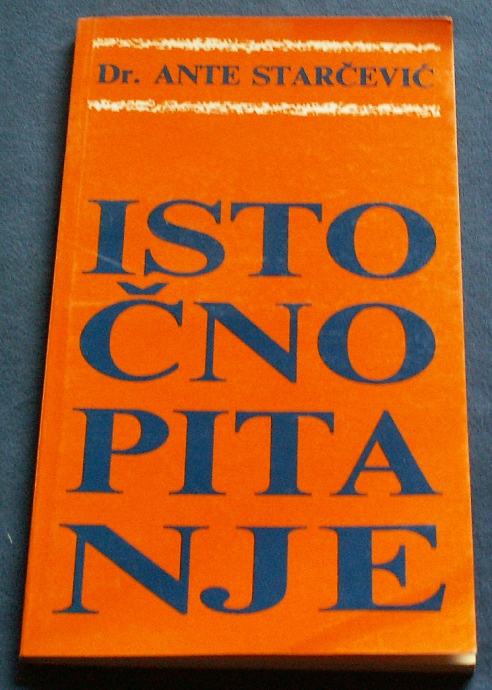 Dr. ANTE STARČEVIĆ
ISTO
ČNO
PITA
NJE